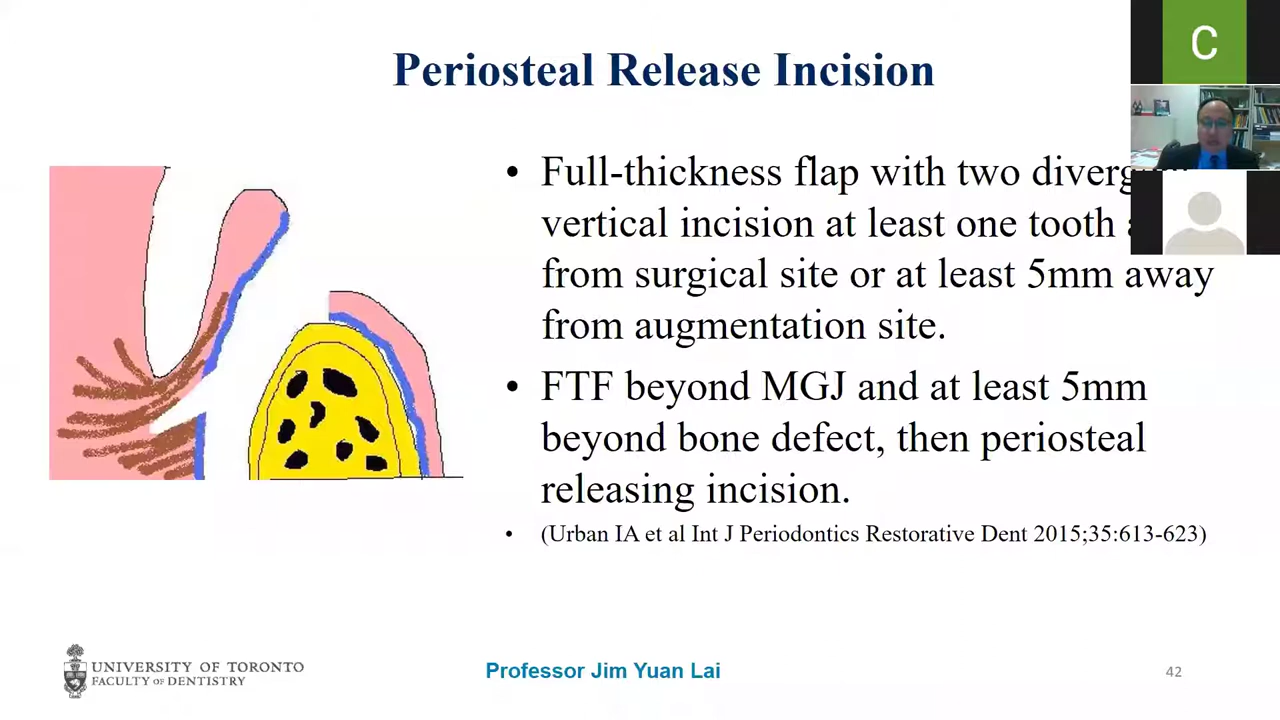 Periosteal Release Incision
C
• Full-thickness flap with two
vertical incision at least one tooth
from surgical site or at least 5mm away
from augmentation site.
• FTF beyond MGJ and at least 5mm
beyond bone defect, then periosteal
releasing incision.
• (Urban IA et al Int J Periodontics Restorative Dent 2015;35:613-623)
UNIVERSITY OF TORONTO
FACULTY OF DENTISTRY
Professor Jim Yuan Lai
42